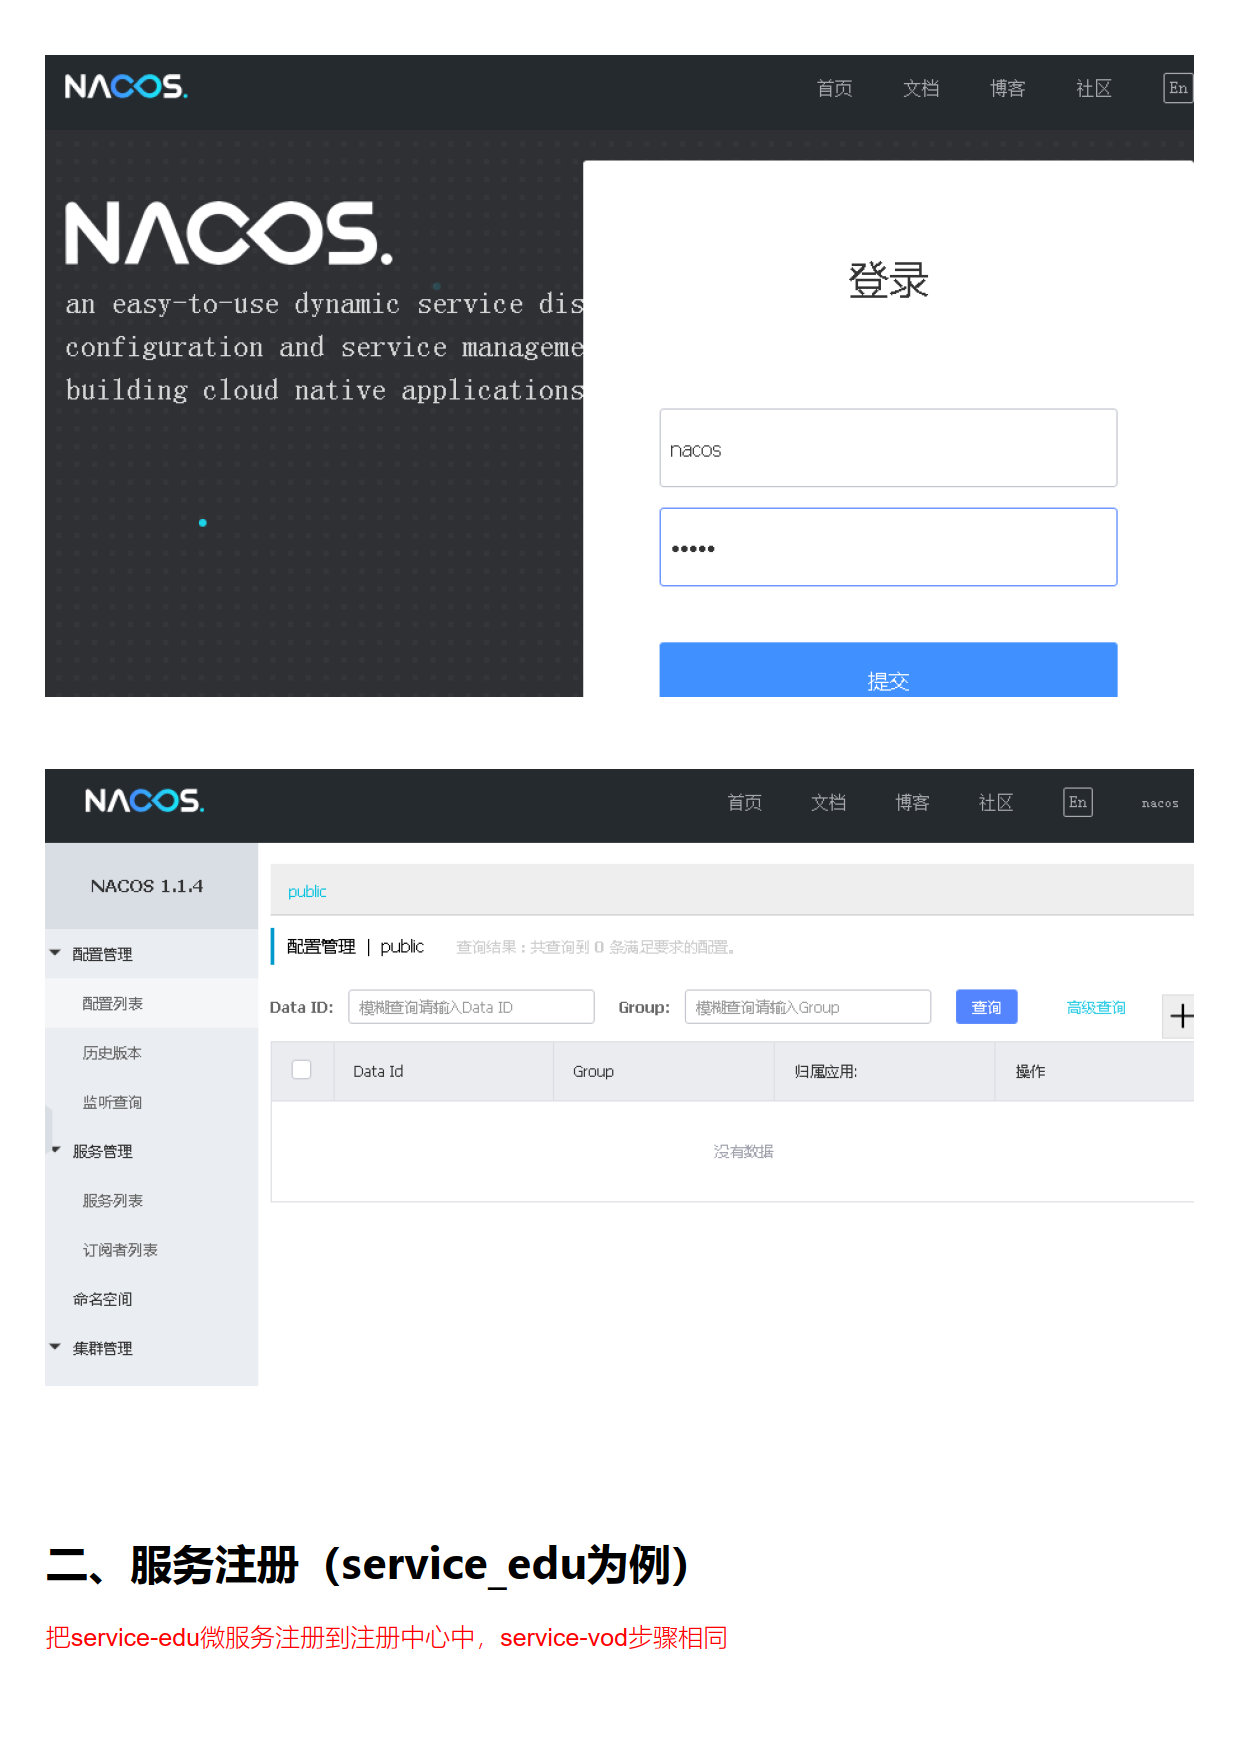 NACOS.
首页 文档 博客 社区 En
NACOS.
an easy-to-use dynamic service dis
configuration and service manageme
building cloud native applications
登录
nacos
•••••
提交
NACOS.
首页 文档 博客 社区 En nacos
NACOS 1.1.4
public
配置管理
配置管理 | public 查询结果：共查询到 0 条满足要求的配置。
配置列表
Data ID: 模糊查询请输入Data ID Group: 模糊查询请输入Group 查询 高级查询 +
历史版本
Data Id Group 归属应用: 操作
监听查询
服务管理
没有数据
服务列表
订阅者列表
命名空间
集群管理
二、服务注册（service_edu为例）
把service-edu微服务注册到注册中心中，service-vod步骤相同